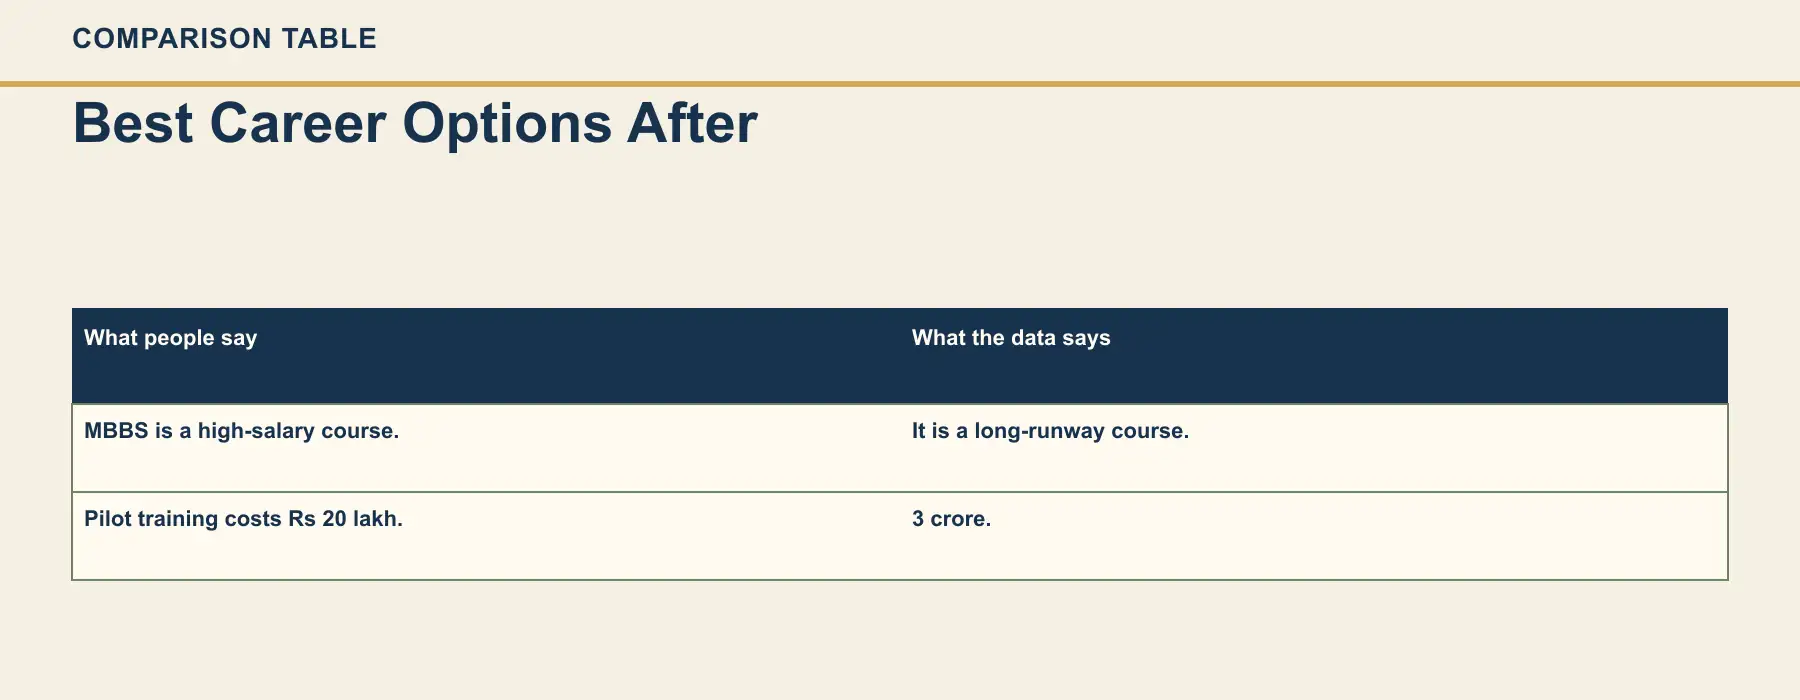 COMPARISON TABLE
Best Career Options After
What people say What the data says
MBBS is a high-salary course. It is a long-runway course.
Pilot training costs Rs 20 lakh. 3 crore.